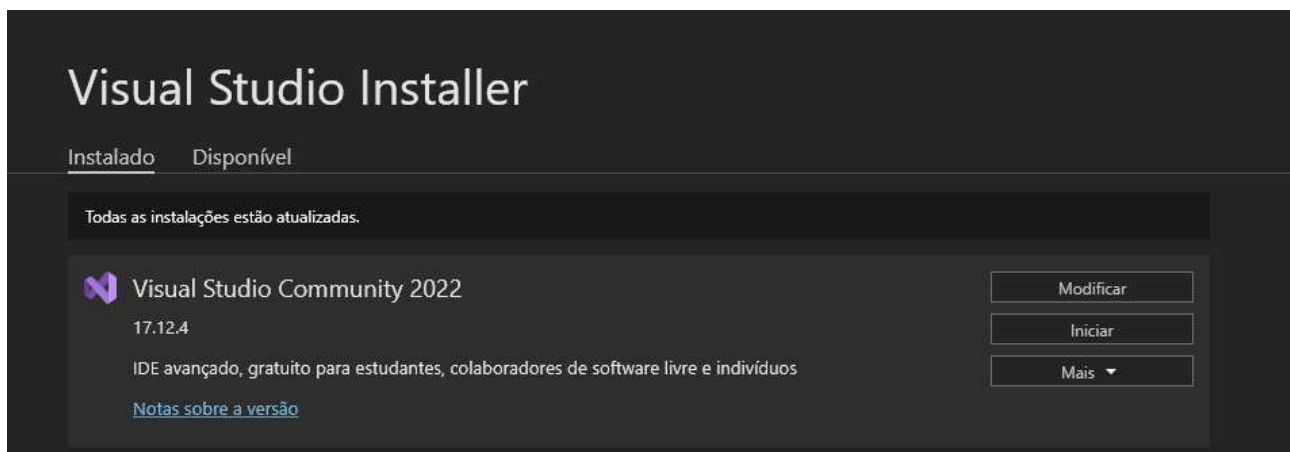 Visual Studio Installer
Instalado Disponível
Todas as instalações estão atualizadas.
Visual Studio Community 2022
Modificar
17.12.4
Iniciar
IDE avançado, gratuito para estudantes, colaboradores de software livre e indivíduos
Mais
Notas sobre a versão